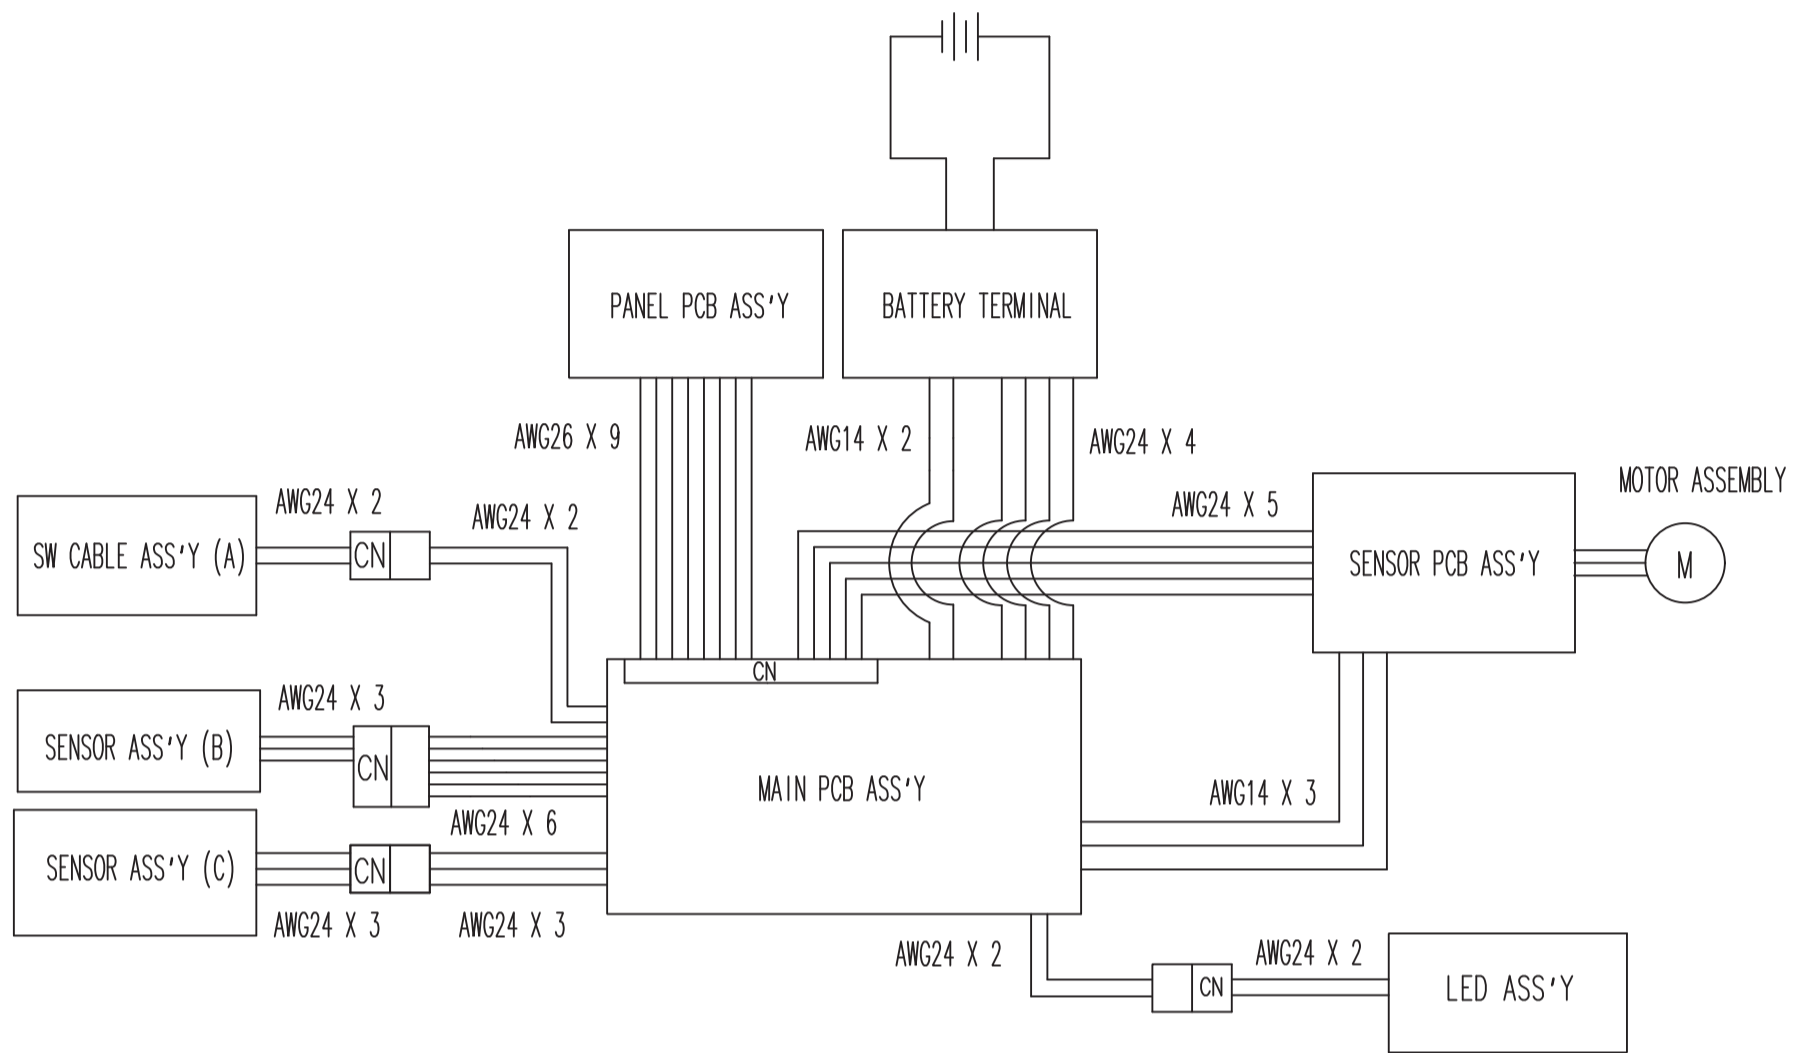 PANEL PCB ASS'Y
BATTERY TERMINAL
AWG26 X 9
AWG14 X 2
AWG24 X 4
MOTOR ASSEMBLY
AWG24 X 2
AWG24 X 2
AWG24 X 5
SW CABLE ASS'Y (A)
CN
SENSOR PCB ASS'Y
M
CN
AWG24 X 3
SENSOR ASS'Y (B)
CN
MAIN PCB ASS'Y
AWG14 X 3
AWG24 X 6
SENSOR ASS'Y (C)
CN
AWG24 X 3
AWG24 X 3
AWG24 X 2
AWG24 X 2
CN
LED ASS'Y